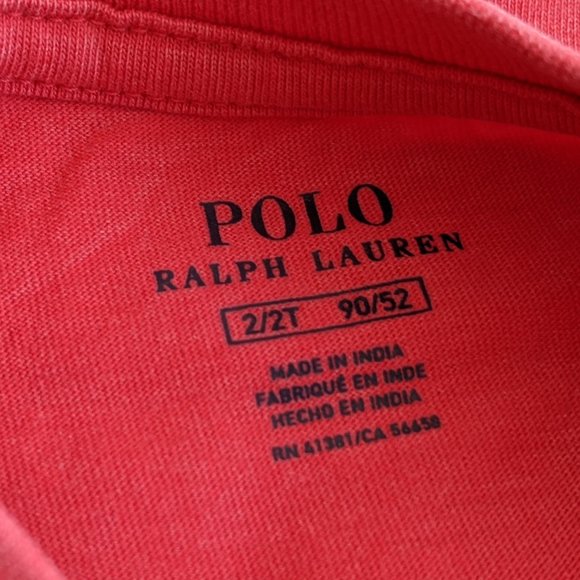 POLO
RALPH LAUREN
2/2T 90/52
MADE IN INDIA
FABRIQUÉ EN INDE
HECHO EN INDIA
RN 41381/CA 56658